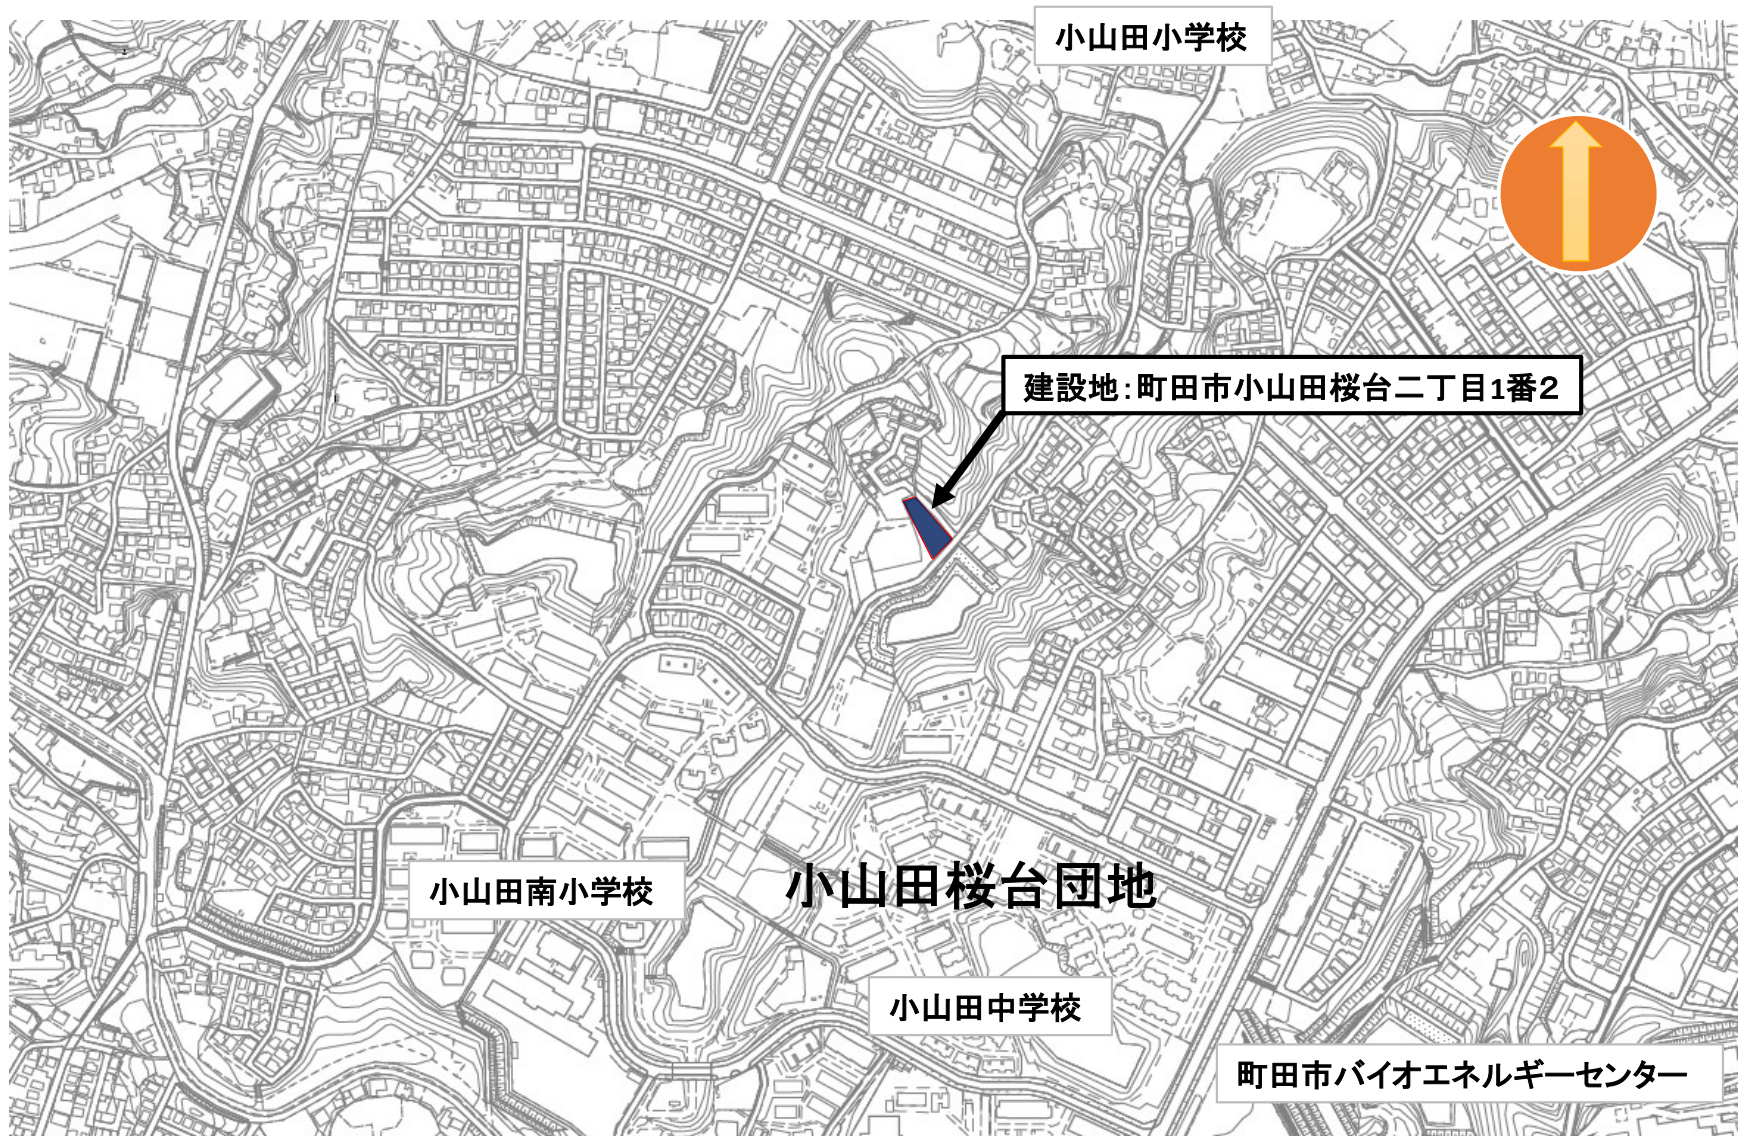 小山田小学校
建設地：町田市小山田桜台二丁目1番２
小山田桜台団地
小山田南小学校
小山田中学校
町田市バイオエネルギーセンター